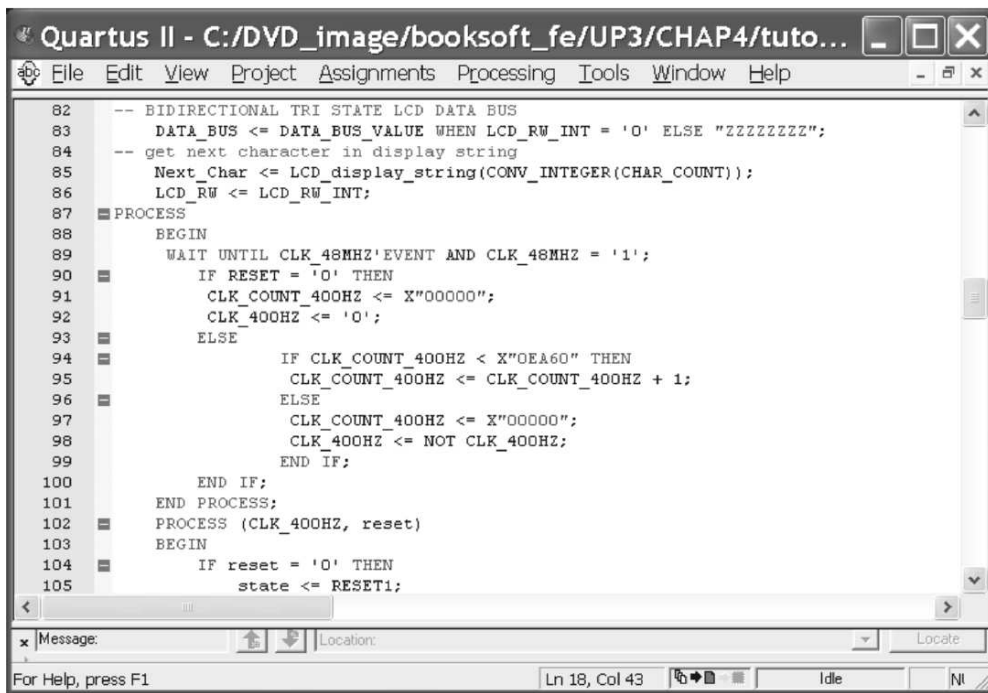 Quartus II - C:/DVD_image/booksoft_fe/UP3/CHAP4/tuto...
File Edit View Project Assignments Processing Tools Window Help
82 -- BIDIRECTIONAL TRI STATE LCD DATA BUS
83 DATA_BUS <= DATA_BUS_VALUE WHEN LCD_RW_INT = '0' ELSE "ZZZZZZZZ";
84 -- get next character in display string
85 Next_Char <= LCD_display_string(CONV_INTEGER(CHAR_COUNT));
86 LCD_RW <= LCD_RW_INT;
87 PROCESS
88 BEGIN
89 WAIT UNTIL CLK_48MHZ'EVENT AND CLK_48MHZ = '1';
90 IF RESET = '0' THEN
91 CLK_COUNT_400HZ <= X"00000";
92 CLK_400HZ <= '0';
93 ELSE
94 IF CLK_COUNT_400HZ < X"0EA60" THEN
95 CLK_COUNT_400HZ <= CLK_COUNT_400HZ + 1;
96 ELSE
97 CLK_COUNT_400HZ <= X"00000";
98 CLK_400HZ <= NOT CLK_400HZ;
99 END IF;
100 END IF;
101 END PROCESS;
102 PROCESS (CLK_400HZ, reset)
103 BEGIN
104 IF reset = '0' THEN
105 state <= RESET1;
Message: Location: Locate
For Help, press F1 Ln 18, Col 43 Idle NU